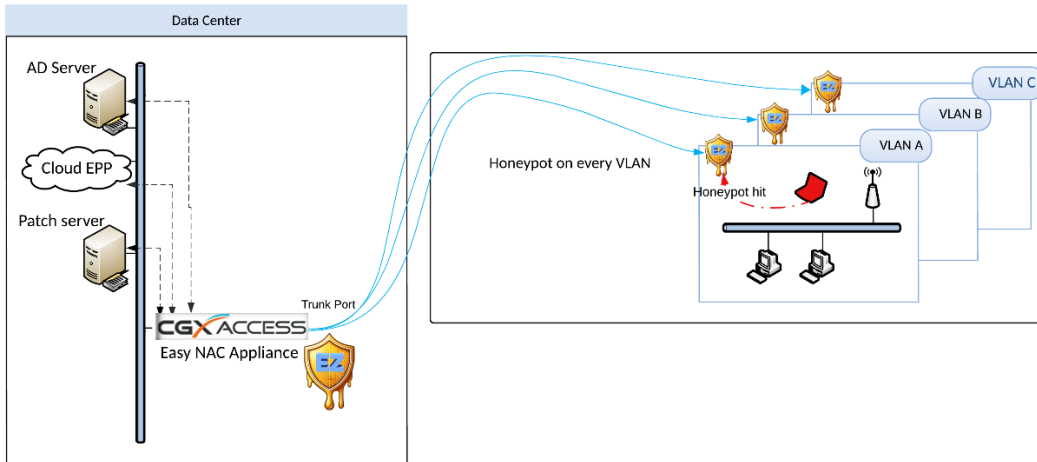 Data Center
AD Server
Cloud EPP
Patch server
CGX ACCESS
Easy NAC Appliance
Trunk Port
Honeypot on every VLAN
VLAN C
VLAN B
VLAN A
Honeypot hit